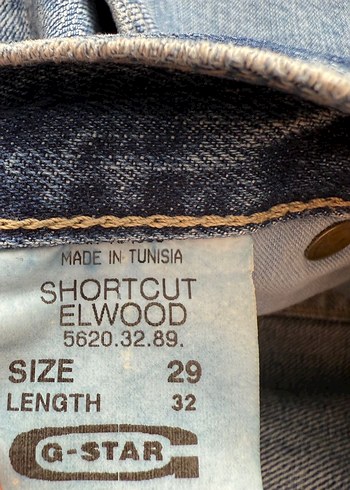 MADE IN TUNISIA
SHORTCUT
ELWOOD
5620.32.89.
SIZE 29
LENGTH 32
G-STAR